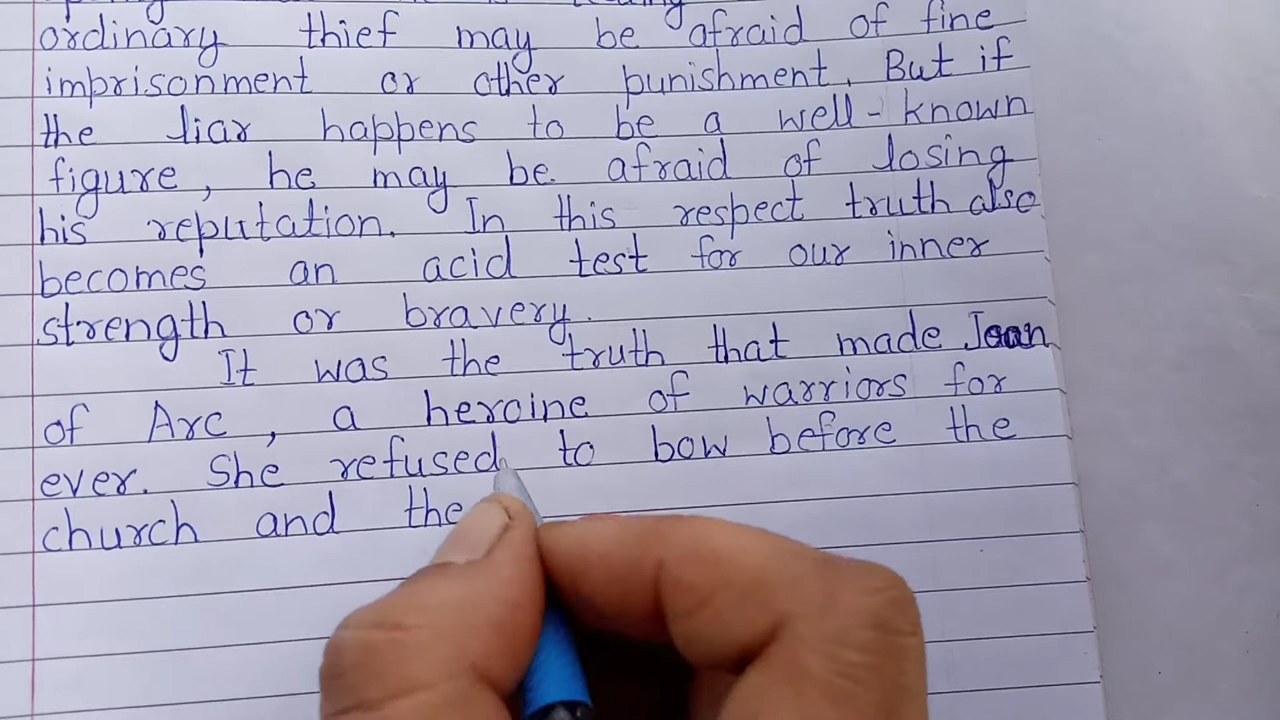 ordinary thief may be afraid of fine
imprisonment or other punishment. But if
the liar happens to be a well-known
figure, he may be afraid of losing
his reputation. In this respect truth also
becomes an acid test for our inner
strength or bravery.
It was the truth that made Joan
of Arc, a heroine of warriors for
ever. She refused to bow before the
church and the